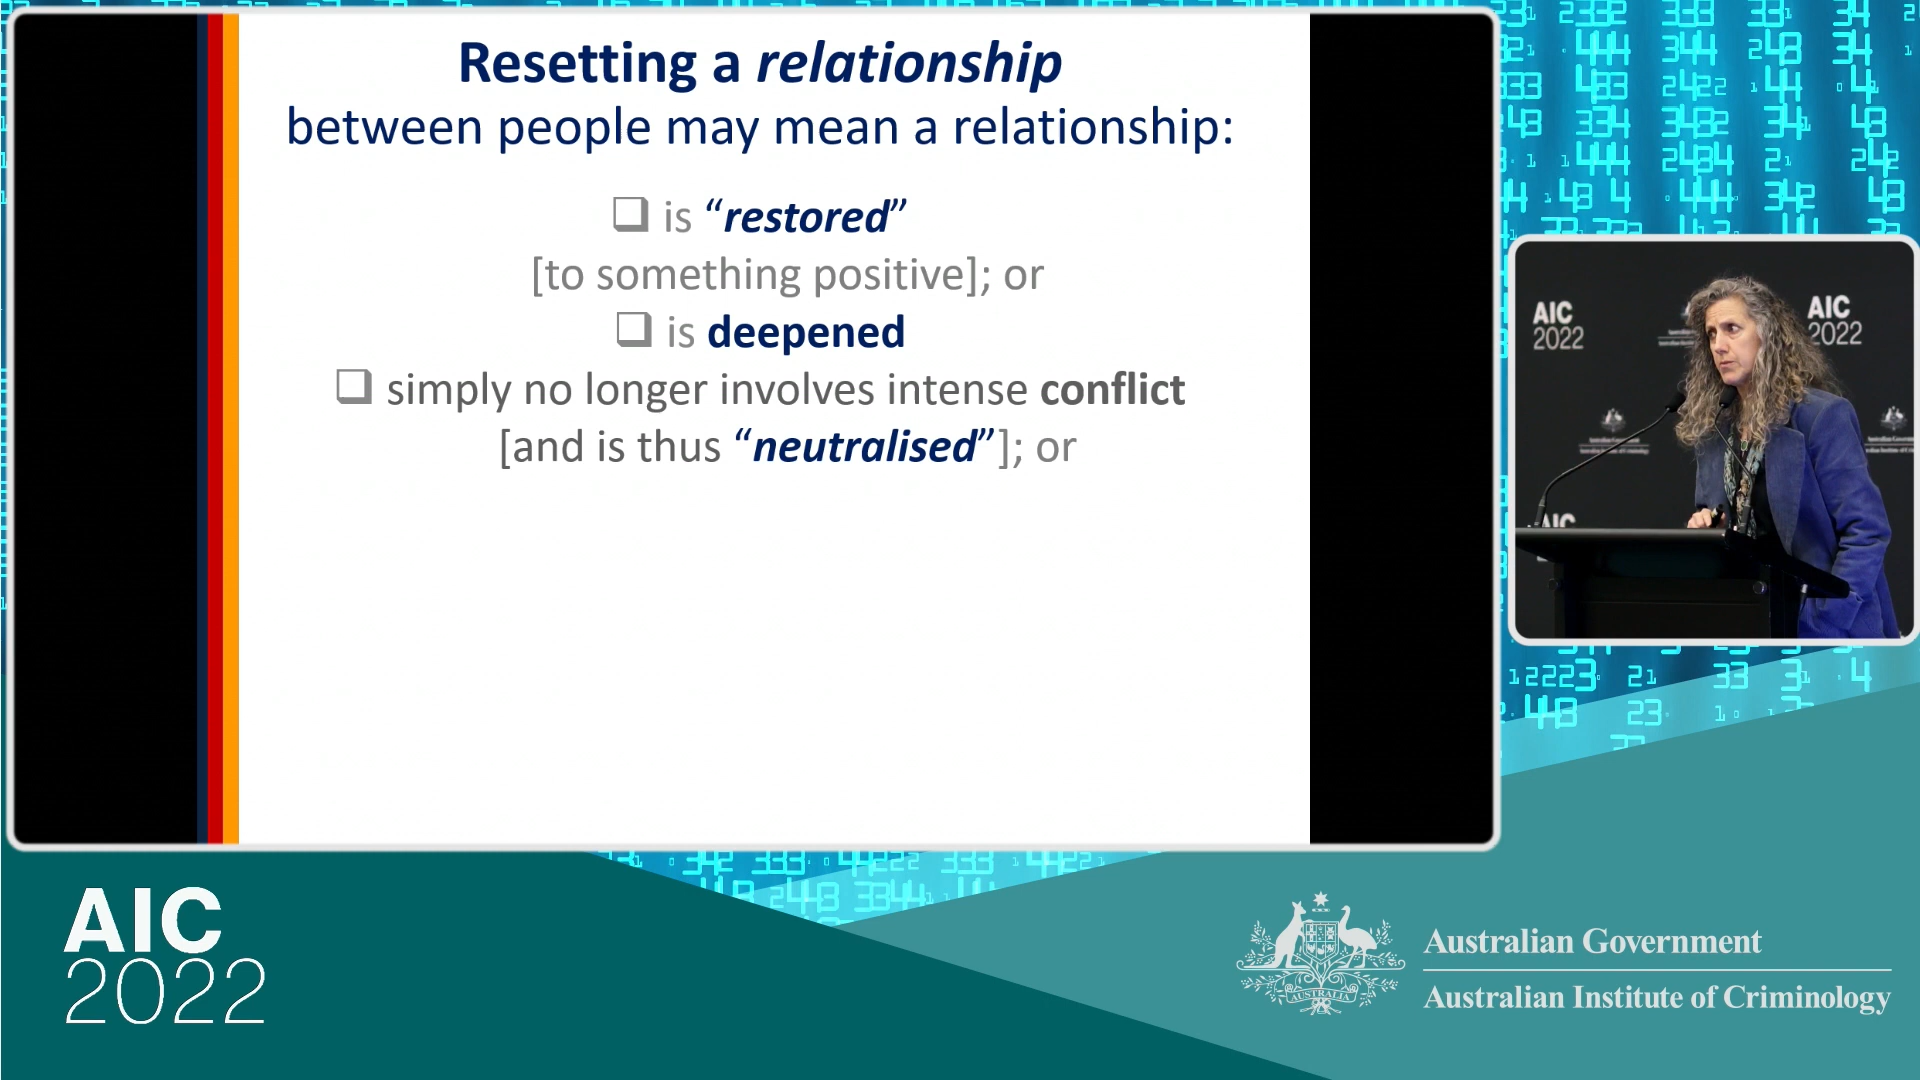 Resetting a relationship
between people may mean a relationship:
❑ is “restored”
[to something positive]; or
❑ is deepened
❑ simply no longer involves intense conflict
[and is thus “neutralised”]; or
AIC
2022
AIC
2022
AIC
AIC
2022
AUSTRALIA
Australian Government
Australian Institute of Criminology